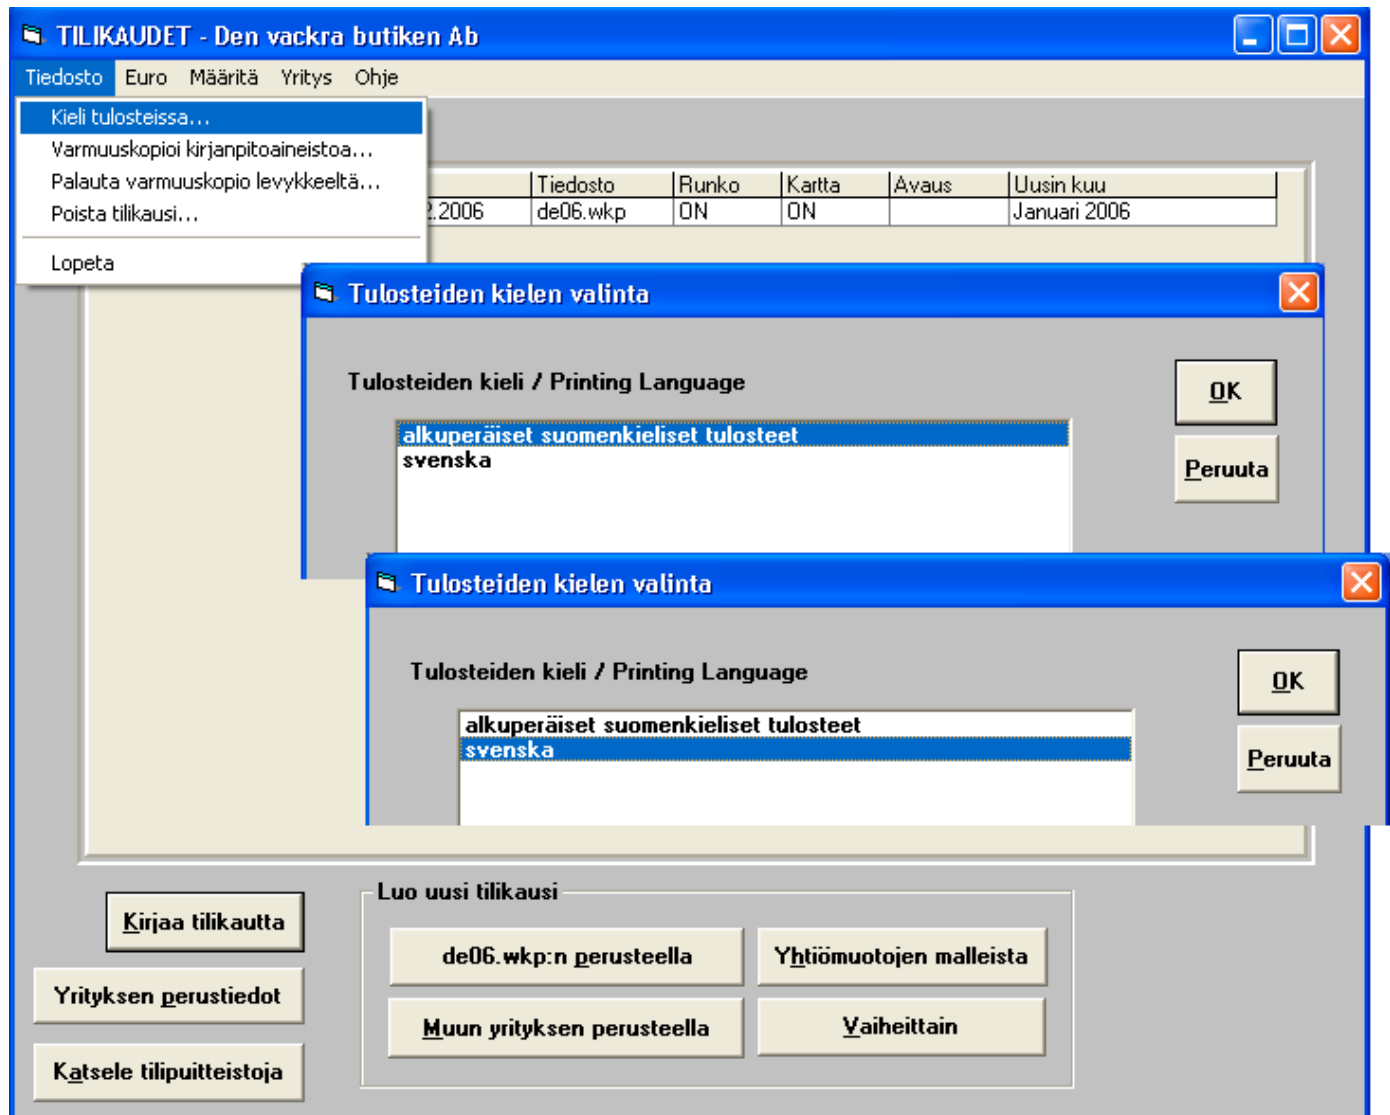 TILIKAUDET - Den vackra butiken Ab
Tiedosto Euro Määritä Yritys Ohje
Kieli tulosteissa...
Varmuuskopioi kirjanpitoaineistoa...
Palauta varmuuskopio levykkeeltä...
Poista tilikausi...
Lopeta
Tiedosto Runko Kartta Avaus Uusin kuu
2.2006 de06.wkp ON ON Januari 2006
Tulosteiden kielen valinta
Tulosteiden kieli / Printing Language
OK
alkuperäiset suomenkieliset tulosteet
svenska
Peruuta
Tulosteiden kielen valinta
Tulosteiden kieli / Printing Language
OK
alkuperäiset suomenkieliset tulosteet
svenska
Peruuta
Kirjaa tilikautta
Yrityksen perustiedot
Katsele tilipuitteistoja
Luo uusi tilikausi
de06.wkp:n perusteella
Yhtiömuotojen malleista
Muun yrityksen perusteella
Vaiheittain